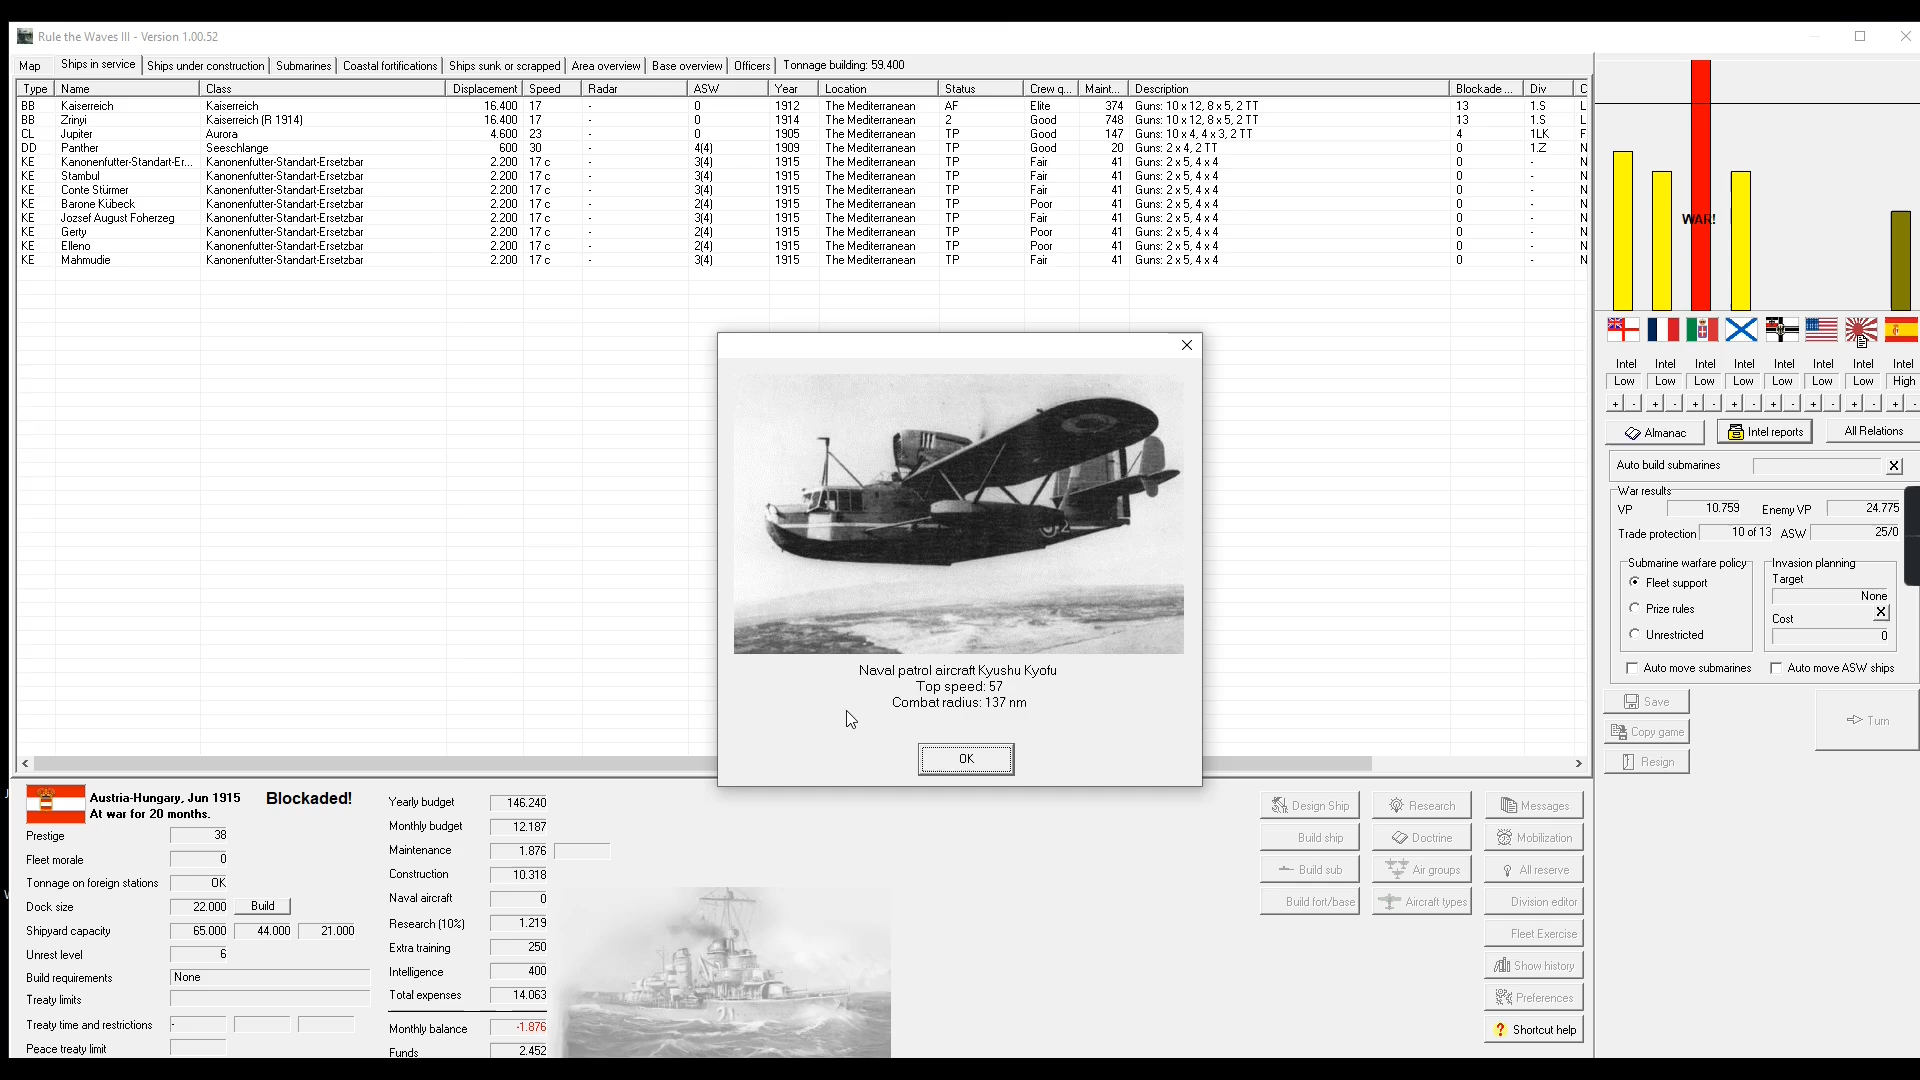 Rule the Waves III - Version 1.00.52
Map Ships in service Ships under construction Submarines Coastal fortifications Ships sunk or scrapped Area overview Base overview Officers Tonnage building: 59.400
Type Name Class Displacement Speed Radar ASW Year Location Status Crew q... Maint... Description Blockade ... Div C
BB Kaiserreich Kaiserreich 16.400 17 - 0 1912 The Mediterranean AF Elite 374 Guns: 10 x 12, 8 x 5, 2 TT 13 1.S L
BB Zrinyi Kaiserreich (R 1914) 16.400 17 - 0 1914 The Mediterranean 2 Good 748 Guns: 10 x 12, 8 x 5, 2 TT 13 1.S L
CL Jupiter Aurora 4.600 23 - 0 1905 The Mediterranean TP Good 147 Guns: 10 x 4, 4 x 3, 2 TT 4 1LK F
DD Panther Seeschlange 600 30 - 4(4) 1909 The Mediterranean TP Good 20 Guns: 2 x 4, 2 TT 0 1.Z N
KE Kanonenfutter-Standart-Er... Kanonenfutter-Standart-Ersetzbar 2.200 17 c - 3(4) 1915 The Mediterranean TP Fair 41 Guns: 2 x 5, 4 x 4 0 - N
KE Stambul Kanonenfutter-Standart-Ersetzbar 2.200 17 c - 3(4) 1915 The Mediterranean TP Fair 41 Guns: 2 x 5, 4 x 4 0 - N
KE Conte Stürmer Kanonenfutter-Standart-Ersetzbar 2.200 17 c - 3(4) 1915 The Mediterranean TP Fair 41 Guns: 2 x 5, 4 x 4 0 - N
KE Barone Kübeck Kanonenfutter-Standart-Ersetzbar 2.200 17 c - 2(4) 1915 The Mediterranean TP Poor 41 Guns: 2 x 5, 4 x 4 0 - N
KE Jozsef August Foherzeg Kanonenfutter-Standart-Ersetzbar 2.200 17 c - 3(4) 1915 The Mediterranean TP Fair 41 Guns: 2 x 5, 4 x 4 0 - N
KE Gerty Kanonenfutter-Standart-Ersetzbar 2.200 17 c - 2(4) 1915 The Mediterranean TP Poor 41 Guns: 2 x 5, 4 x 4 0 - N
KE Elleno Kanonenfutter-Standart-Ersetzbar 2.200 17 c - 2(4) 1915 The Mediterranean TP Poor 41 Guns: 2 x 5, 4 x 4 0 - N
KE Mahmudie Kanonenfutter-Standart-Ersetzbar 2.200 17 c - 3(4) 1915 The Mediterranean TP Fair 41 Guns: 2 x 5, 4 x 4 0 - N
WAR!
Intel Intel Intel Intel Intel Intel Intel Intel
Low Low Low Low Low Low Low High
+ - + - + - + - + - + - + - + -
Almanac Intel reports All Relations
Auto build submarines X
War results
VP 10.759 Enemy VP 24.775
Trade protection 10 of 13 ASW 25/0
Submarine warfare policy
Fleet support
Prize rules
Unrestricted
Invasion planning
Target
None
X
Cost
0
Auto move submarines Auto move ASW ships
Save
Copy game
Resign
Turn
Naval patrol aircraft Kyushu Kyofu
Top speed: 57
Combat radius: 137 nm
OK
Austria-Hungary, Jun 1915 Blockaded!
At war for 20 months.
Prestige 38
Fleet morale 0
Tonnage on foreign stations OK
Dock size 22.000 Build
Shipyard capacity 65.000 44.000 21.000
Unrest level 6
Build requirements None
Treaty limits
Treaty time and restrictions -
Peace treaty limit
Yearly budget 146.240
Monthly budget 12.187
Maintenance 1.876
Construction 10.318
Naval aircraft 0
Research (10%) 1.219
Extra training 250
Intelligence 400
Total expenses 14.063
Monthly balance -1.876
Funds 2.452
Design Ship Research Messages
Build ship Doctrine Mobilization
Build sub Air groups All reserve
Build fort/base Aircraft types Division editor
Fleet Exercise
Show history
Preferences
? Shortcut help